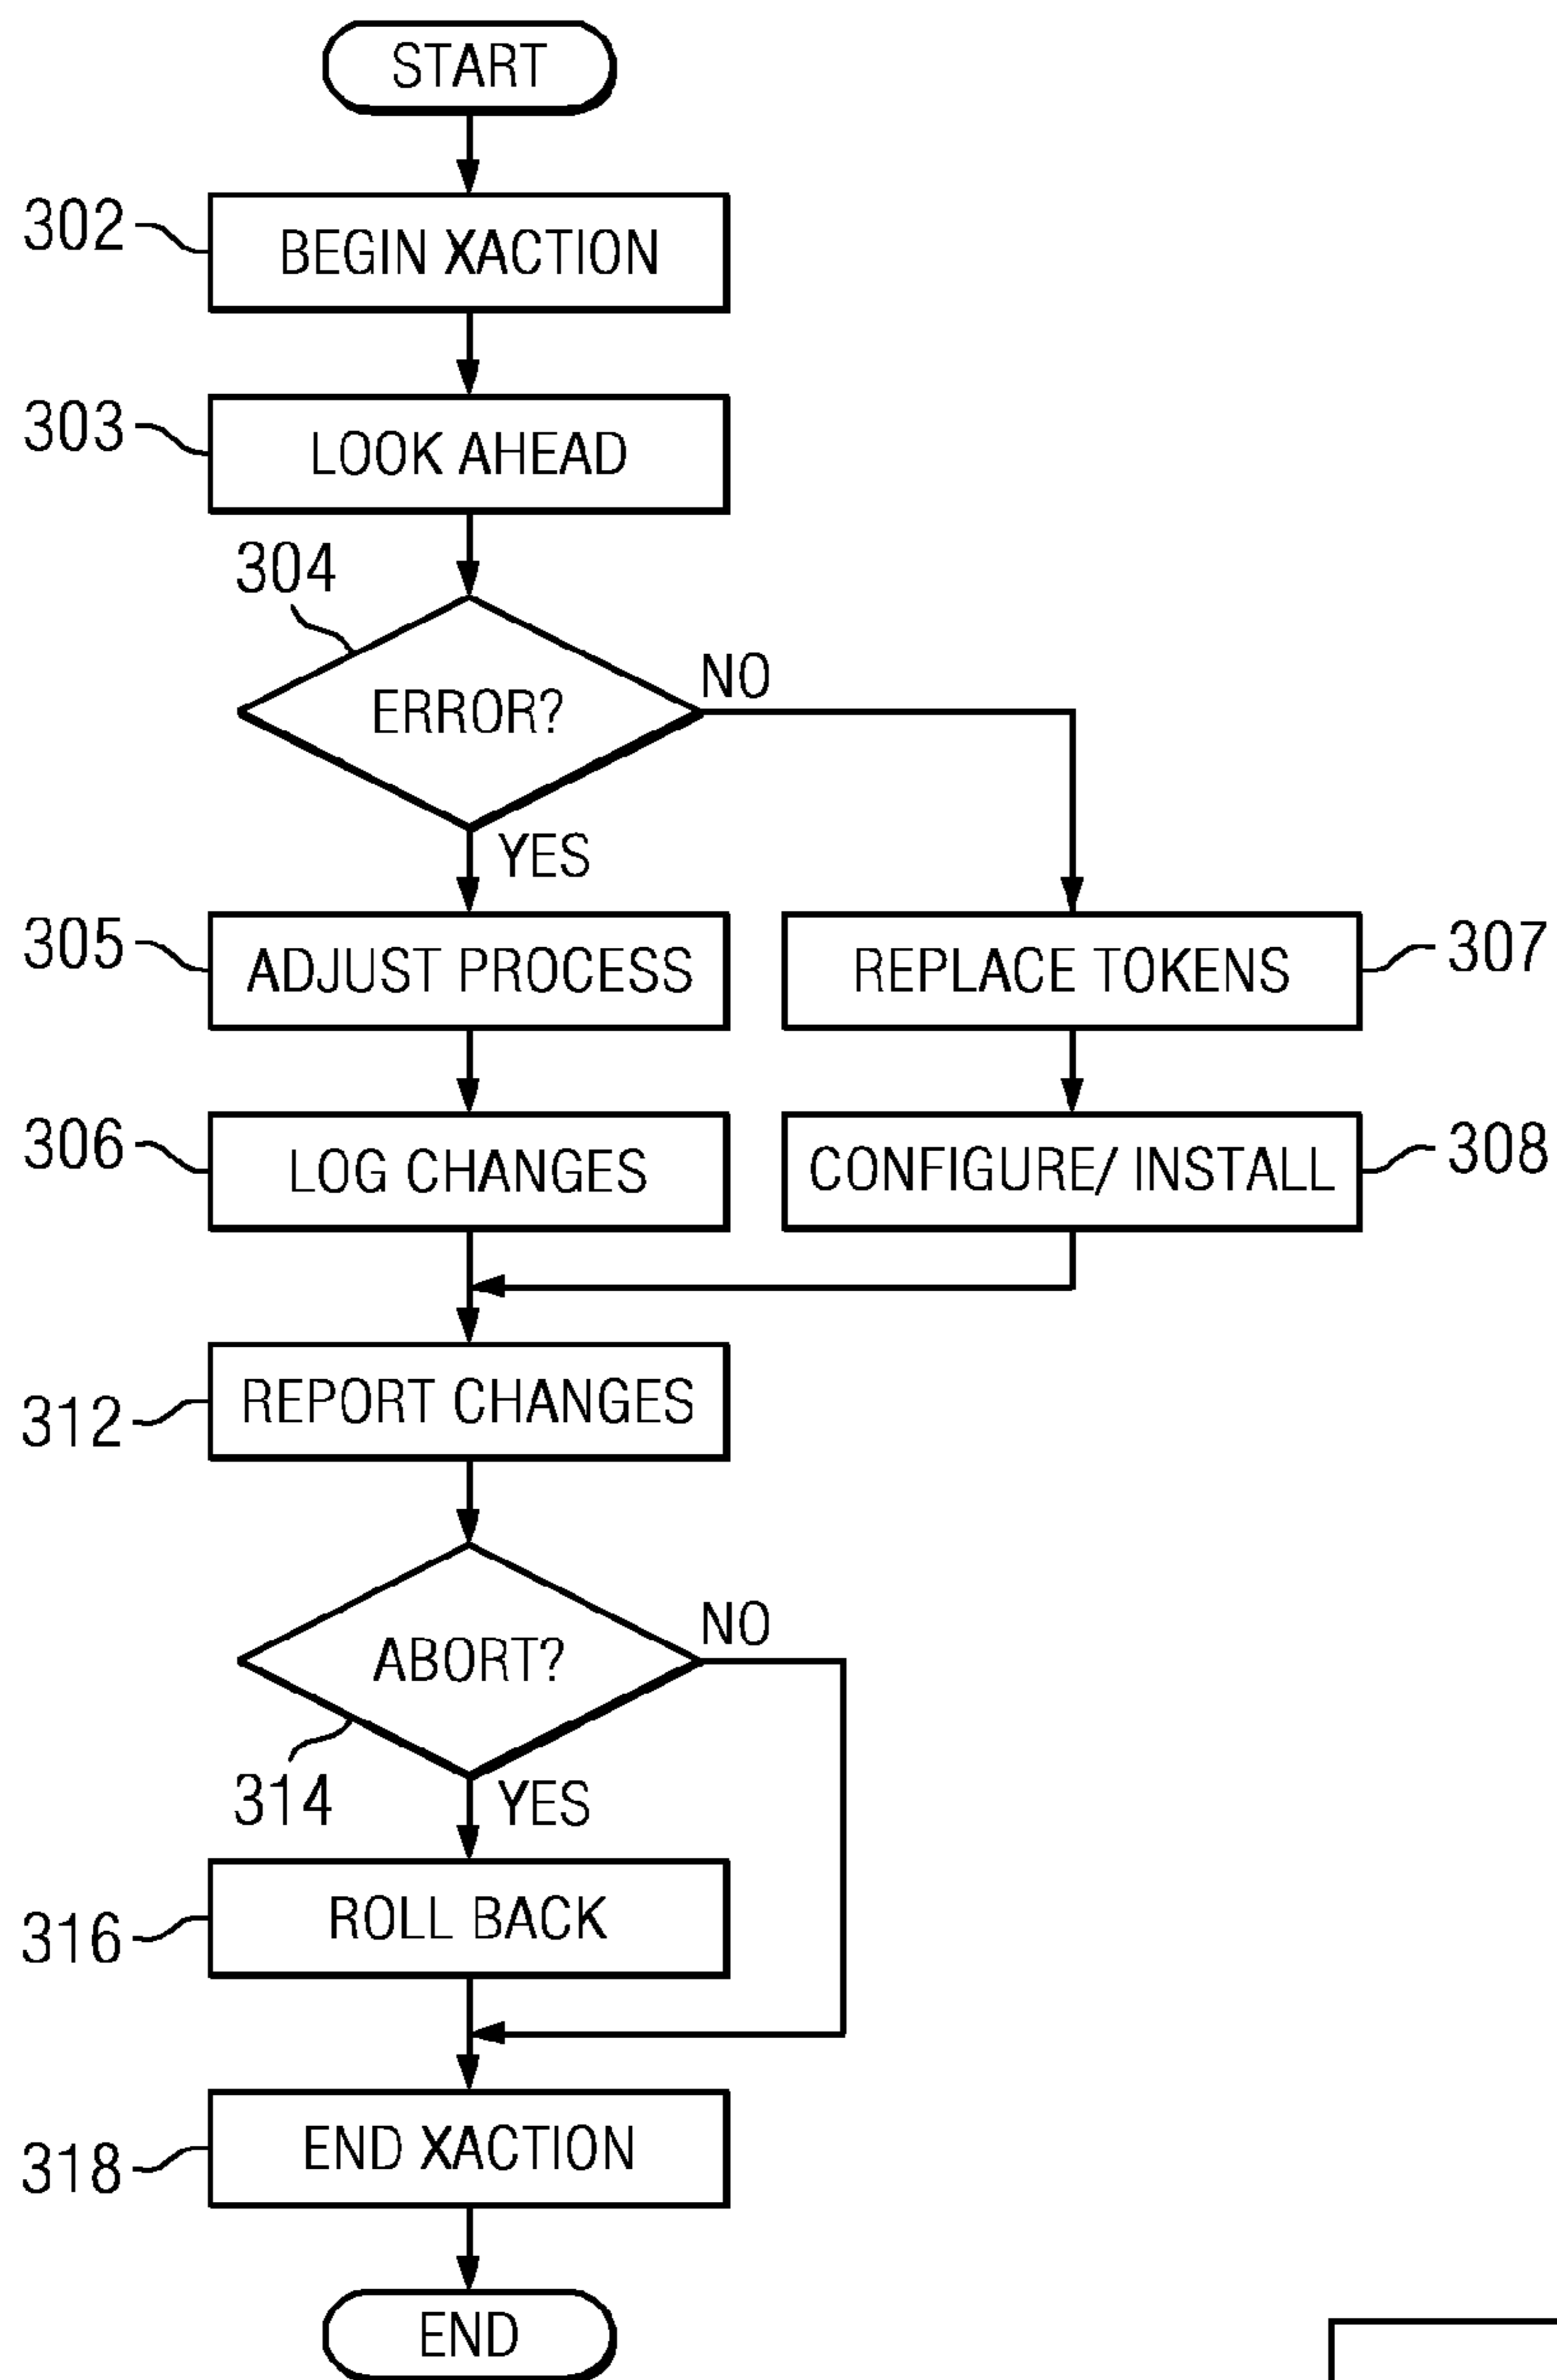 START
302
BEGIN XACTION
303
LOOK AHEAD
304
ERROR?
NO
YES
305
ADJUST PROCESS
REPLACE TOKENS
307
306
LOG CHANGES
CONFIGURE/ INSTALL
308
312
REPORT CHANGES
ABORT?
NO
314
YES
316
ROLL BACK
318
END XACTION
END